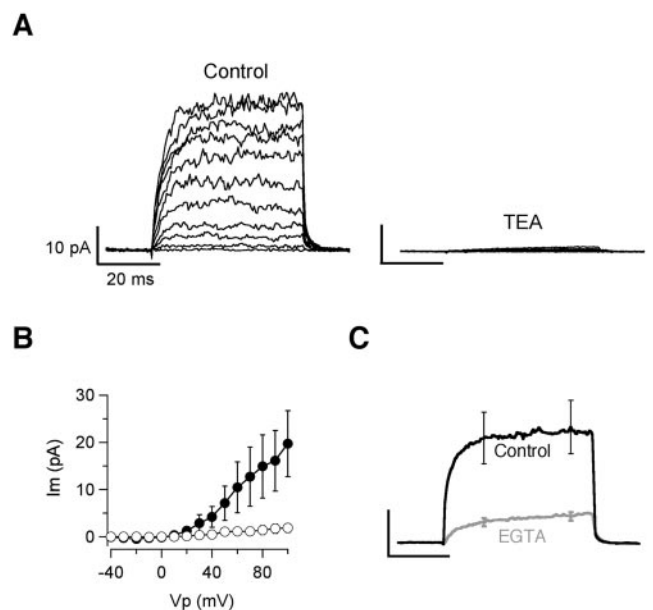 A
Control
10 pA
20 ms
TEA
B
Im (pA)
30
20
10
0
-40
0
40
80
Vp (mV)
C
Control
EGTA